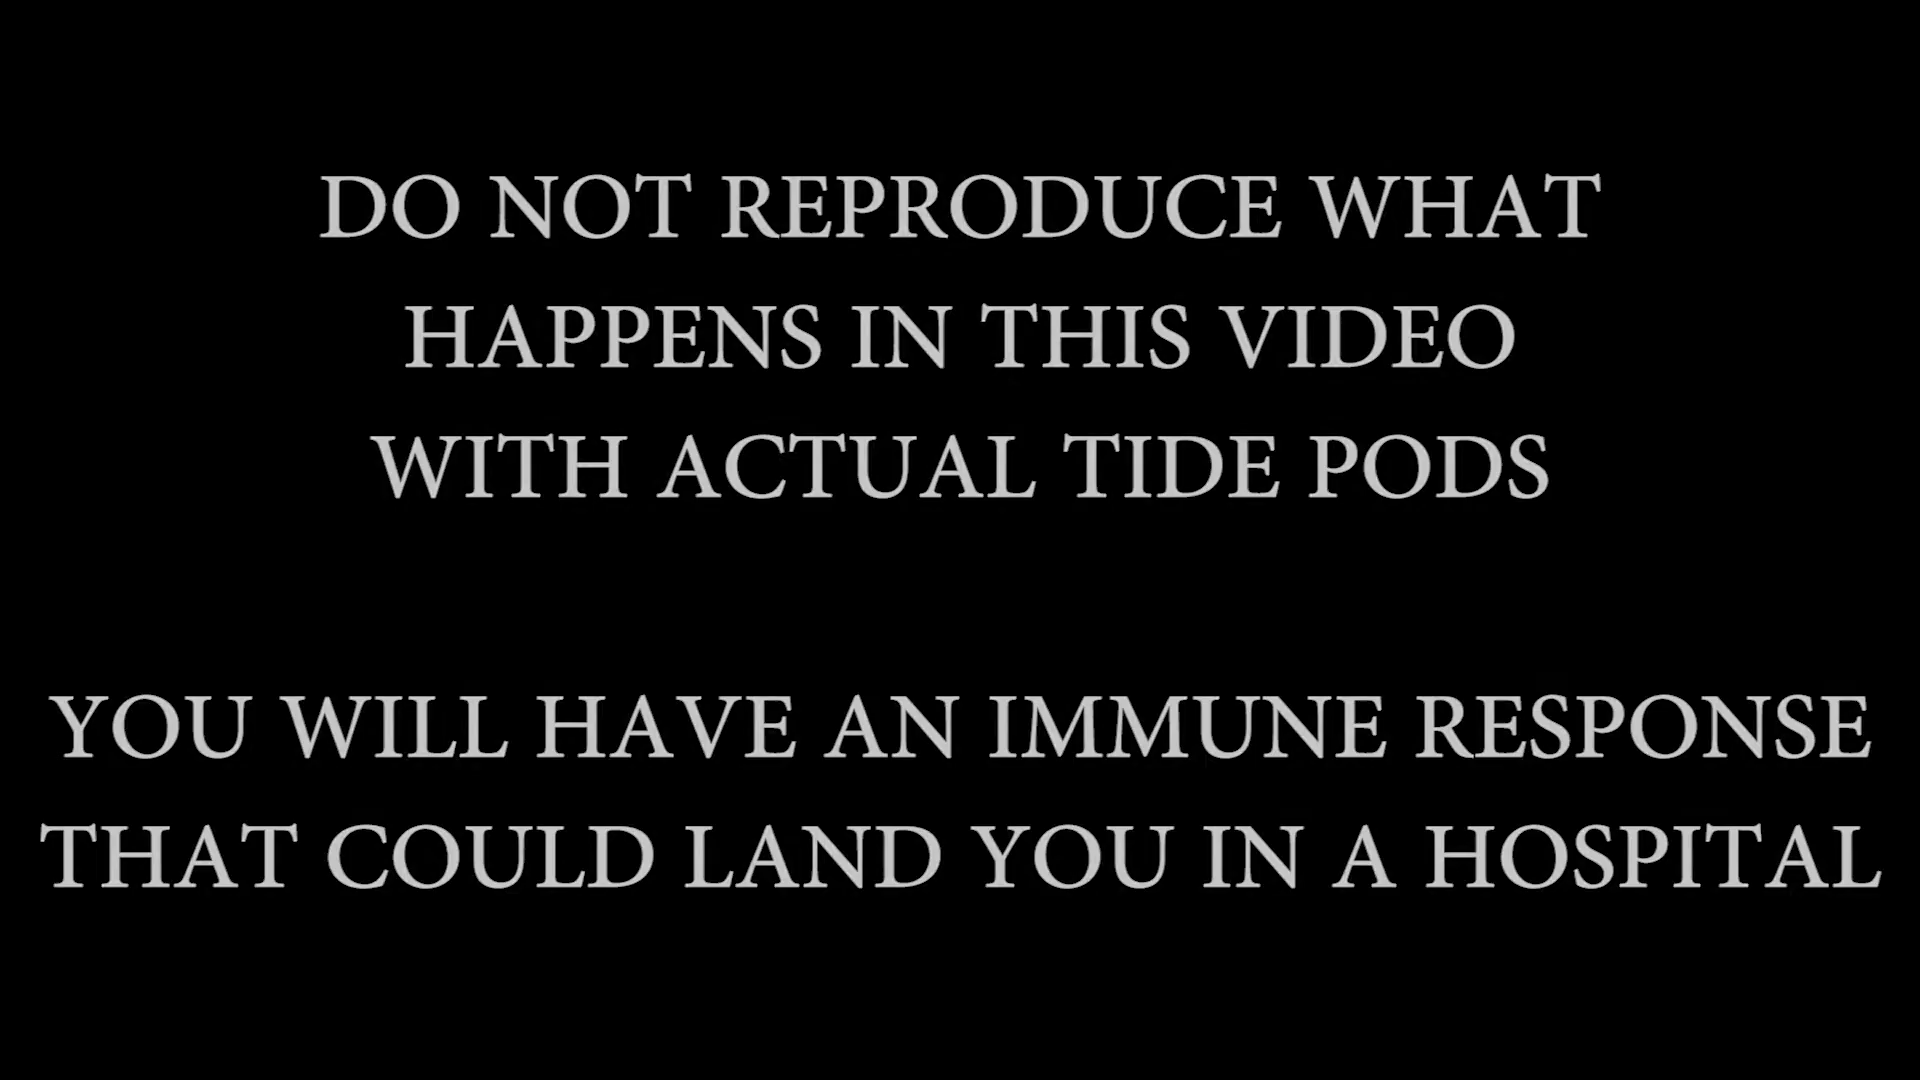 DO NOT REPRODUCE WHAT
HAPPENS IN THIS VIDEO
WITH ACTUAL TIDE PODS
YOU WILL HAVE AN IMMUNE RESPONSE
THAT COULD LAND YOU IN A HOSPITAL